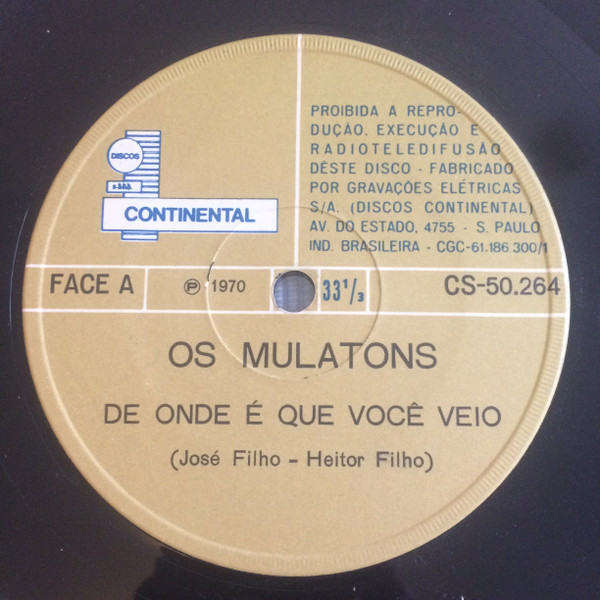 PROIBIDA A REPRO-
DUÇÃO, EXECUÇÃO E
RADIOTELEDIFUSÃO
DÊSTE DISCO - FABRICADO
POR GRAVAÇÕES ELÉTRICAS
S/A. (DISCOS CONTINENTAL)
AV. DO ESTADO, 4755 - S. PAULO
IND. BRASILEIRA - CGC-61.186.300/1
DISCOS
CONTINENTAL
FACE A
℗ 1970
33 1/3
CS-50.264
OS MULATONS
DE ONDE É QUE VOCÊ VEIO
(José Filho - Heitor Filho)